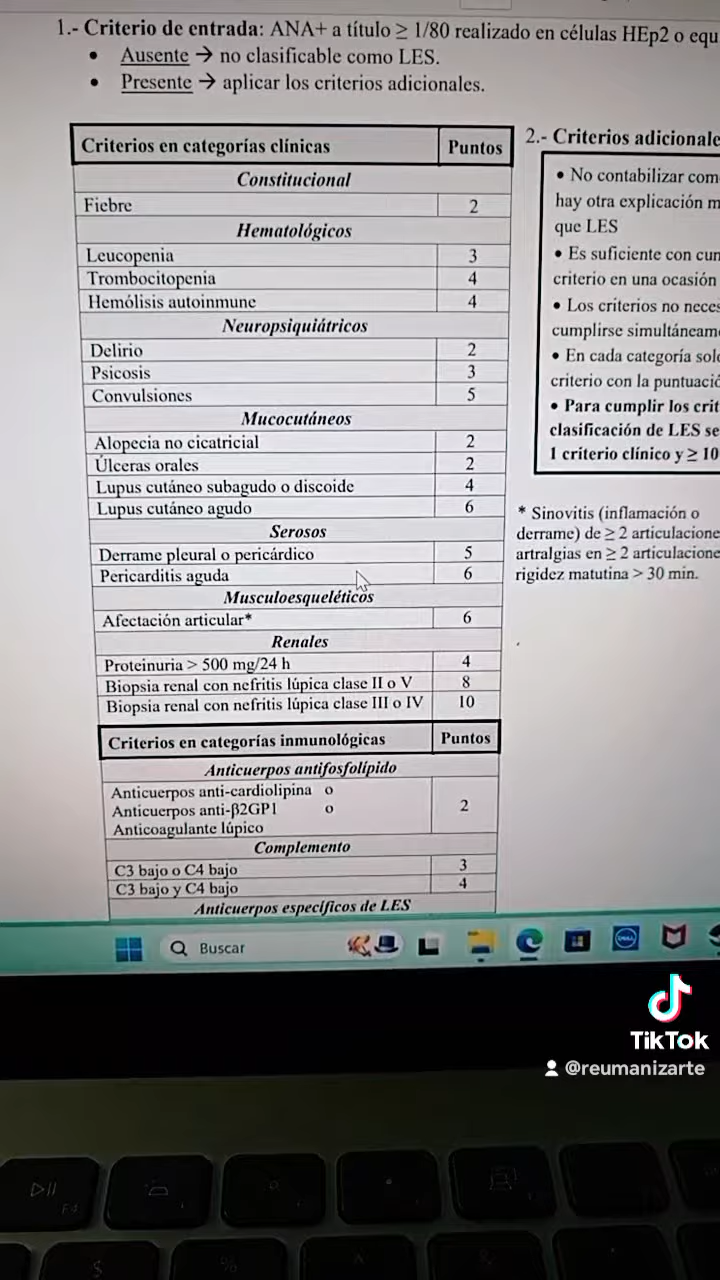 1.- Criterio de entrada: ANA+ a título ≥ 1/80 realizado en células HEp2 o equ
• Ausente → no clasificable como LES.
• Presente → aplicar los criterios adicionales.
Criterios en categorías clínicas Puntos
Constitucional
Fiebre 2
Hematológicos
Leucopenia 3
Trombocitopenia 4
Hemólisis autoinmune 4
Neuropsiquiátricos
Delirio 2
Psicosis 3
Convulsiones 5
Mucocutáneos
Alopecia no cicatricial 2
Úlceras orales 2
Lupus cutáneo subagudo o discoide 4
Lupus cutáneo agudo 6
Serosos
Derrame pleural o pericárdico 5
Pericarditis aguda 6
Musculoesqueléticos
Afectación articular* 6
Renales
Proteinuria > 500 mg/24 h 4
Biopsia renal con nefritis lúpica clase II o V 8
Biopsia renal con nefritis lúpica clase III o IV 10
Criterios en categorías inmunológicas Puntos
Anticuerpos antifosfolípido
Anticuerpos anti-cardiolipina o
Anticuerpos anti-β2GP1 o 2
Anticoagulante lúpico
Complemento
C3 bajo o C4 bajo 3
C3 bajo y C4 bajo 4
Anticuerpos específicos de LES
2.- Criterios adicionale
• No contabilizar com
hay otra explicación m
que LES
• Es suficiente con cum
criterio en una ocasión
• Los criterios no neces
cumplirse simultáneam
• En cada categoría solo
criterio con la puntuació
• Para cumplir los crit
clasificación de LES se
1 criterio clínico y ≥ 10
* Sinovitis (inflamación o
derrame) de ≥ 2 articulacione
artralgias en ≥ 2 articulacione
rigidez matutina > 30 min.
Buscar
DELL
TikTok
@reumanizarte
F4
$
%